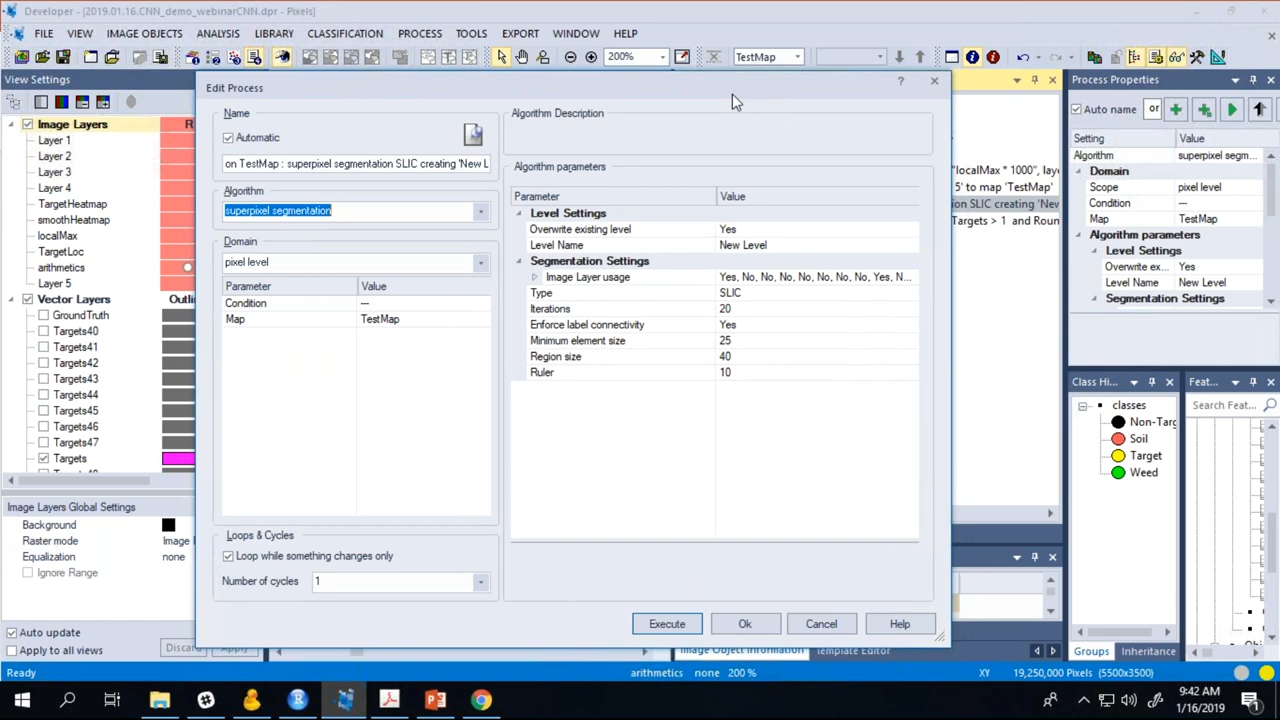 Developer - [2019.01.16.CNN_demo_webinarCNN.dpr - Pixels]
FILE VIEW IMAGE OBJECTS ANALYSIS LIBRARY CLASSIFICATION PROCESS TOOLS EXPORT WINDOW HELP
200% TestMap
View Settings
Image Layers R
Layer 1
Layer 2
Layer 3
Layer 4
TargetHeatmap
smoothHeatmap
localMax
TargetLoc
arithmetics
Layer 5
Vector Layers Outli
GroundTruth
Targets40
Targets41
Targets42
Targets43
Targets44
Targets45
Targets46
Targets47
Targets
Image Layers Global Settings
Background
Raster mode Image
Equalization none
Ignore Range
Auto update
Apply to all views Discard Apply
Edit Process ?
Name
Automatic
on TestMap : superpixel segmentation SLIC creating 'New L
Algorithm
superpixel segmentation
Domain
pixel level
Parameter Value
Condition ---
Map TestMap
Loops & Cycles
Loop while something changes only
Number of cycles 1
Algorithm Description
Algorithm parameters
Parameter Value
Level Settings
Overwrite existing level Yes
Level Name New Level
Segmentation Settings
Image Layer usage Yes, No, No, No, No, No, No, No, Yes, N...
Type SLIC
Iterations 20
Enforce label connectivity Yes
Minimum element size 25
Region size 40
Ruler 10
Execute Ok Cancel Help
"localMax * 1000", laye
5' to map 'TestMap'
ion SLIC creating 'New
Targets > 1 and Roun
Image Object Information Template Editor
Process Properties
Auto name or
Setting Value
Algorithm superpixel segm...
Domain
Scope pixel level
Condition ---
Map TestMap
Algorithm parameters
Level Settings
Overwrite ex... Yes
Level Name New Level
Segmentation Settings
Class Hi...
classes
Non-Targ
Soil
Target
Weed
Groups Inheritance
Feat...
Search Feat...
Ready arithmetics none 200 % XY 19,250,000 Pixels (5500x3500)
9:42 AM
1/16/2019